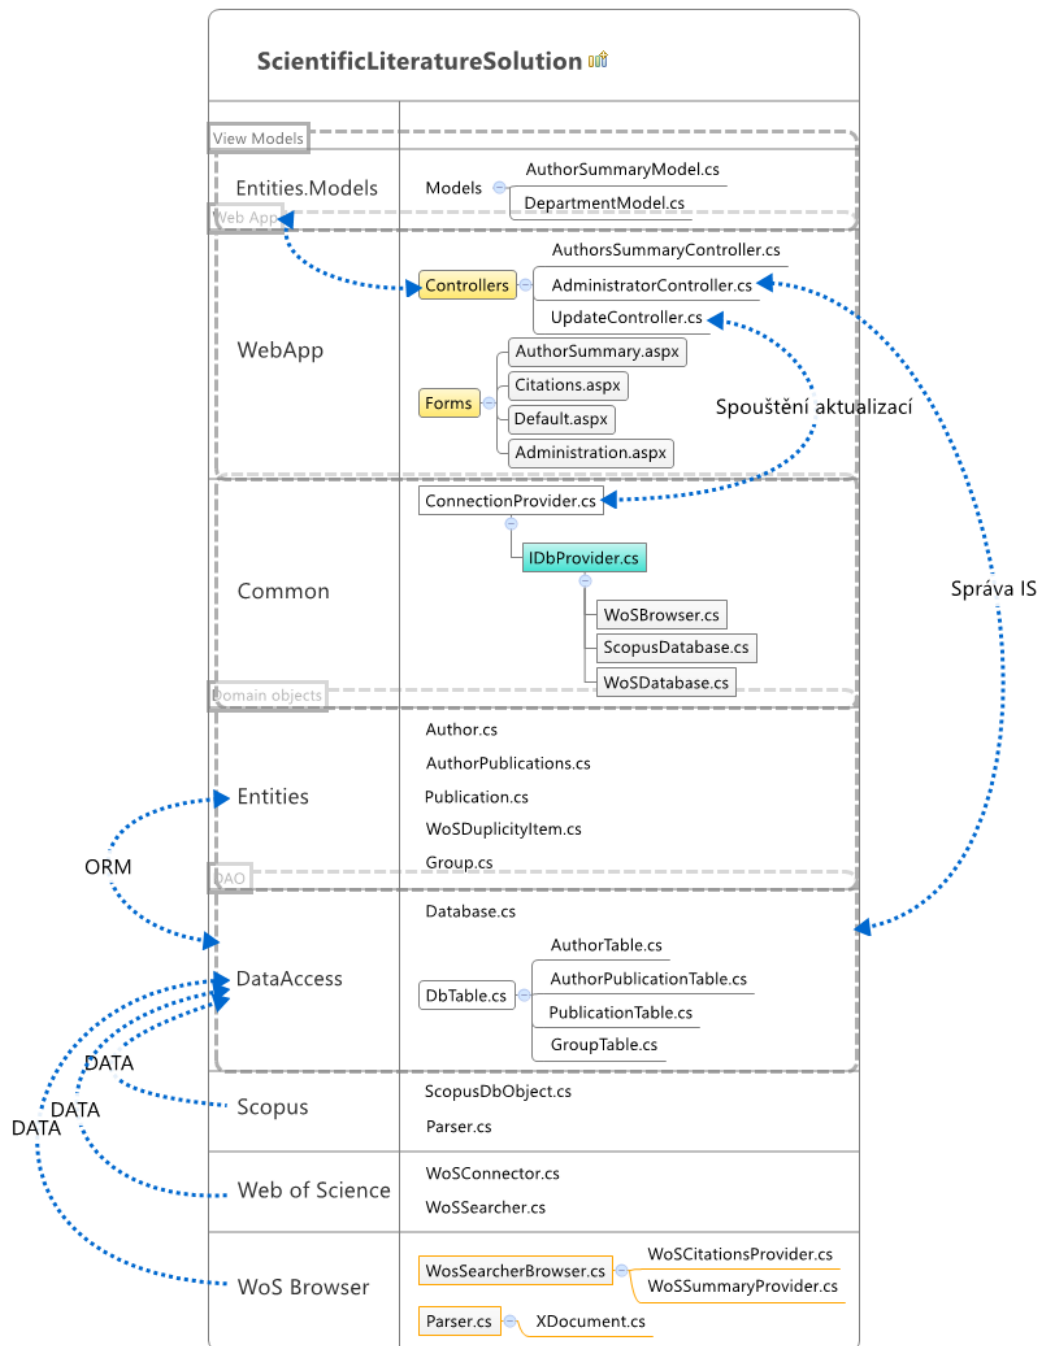 ScientificLiteratureSolution
View Models
Entities.Models
Models
AuthorSummaryModel.cs
DepartmentModel.cs
Web App
WebApp
Controllers
AuthorsSummaryController.cs
AdministratorController.cs
UpdateController.cs
Forms
AuthorSummary.aspx
Citations.aspx
Default.aspx
Administration.aspx
Spouštění aktualizací
Common
ConnectionProvider.cs
IDbProvider.cs
WoSBrowser.cs
ScopusDatabase.cs
WoSDatabase.cs
Správa IS
Domain objects
Entities
Author.cs
AuthorPublications.cs
Publication.cs
WoSDuplicityItem.cs
Group.cs
ORM
DAO
DataAccess
Database.cs
DbTable.cs
AuthorTable.cs
AuthorPublicationTable.cs
PublicationTable.cs
GroupTable.cs
DATA
DATA
DATA
Scopus
ScopusDbObject.cs
Parser.cs
Web of Science
WoSConnector.cs
WoSSearcher.cs
WoS Browser
WosSearcherBrowser.cs
WoSCitationsProvider.cs
WoSSummaryProvider.cs
Parser.cs
XDocument.cs